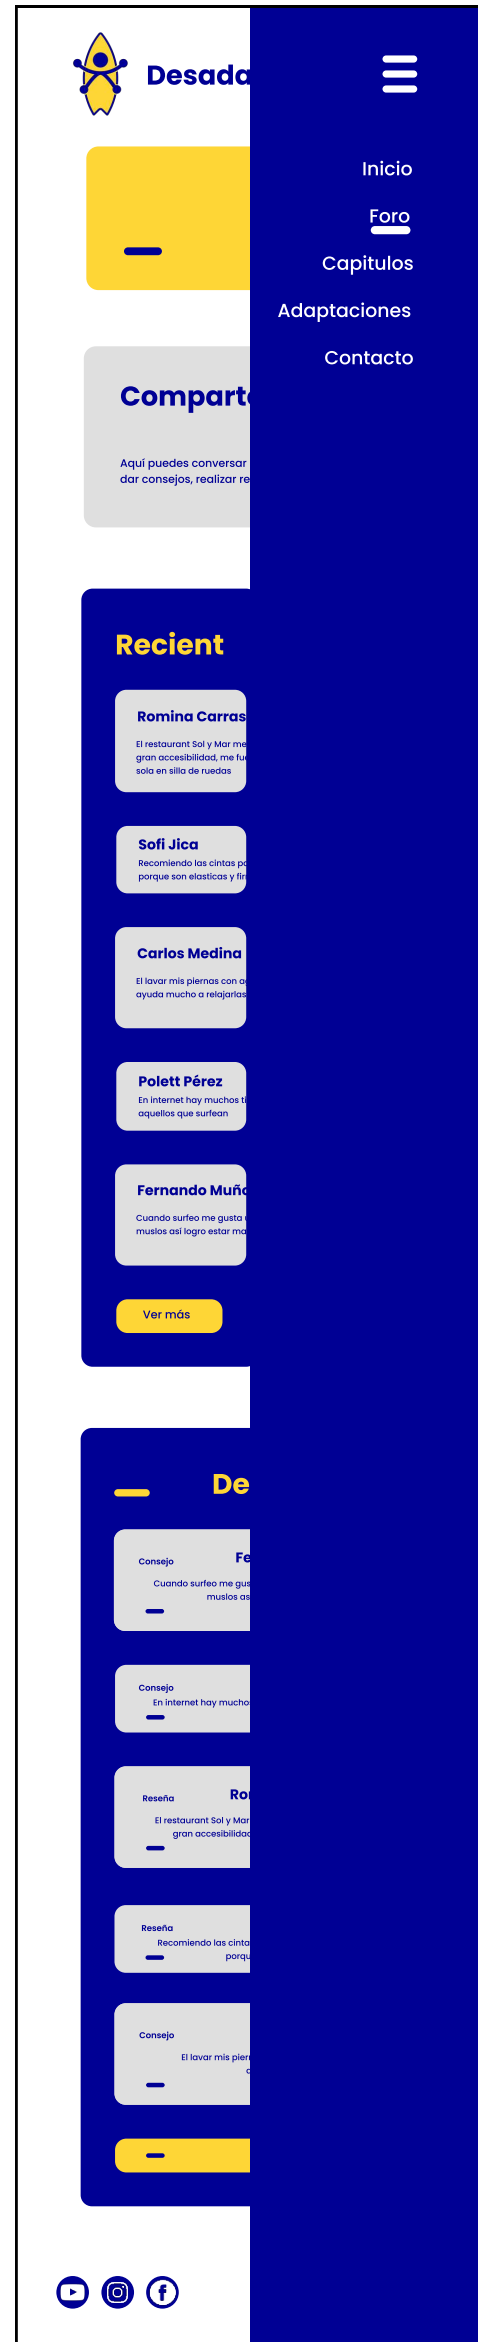 Desada
Inicio
Foro
Capitulos
Adaptaciones
Contacto
Comparte
Aquí puedes conversar
dar consejos, realizar re
Recient
Romina Carras
El restaurant Sol y Mar me
gran accesibilidad, me fu
sola en silla de ruedas
Sofi Jica
Recomiendo las cintas po
porque son elasticas y fir
Carlos Medina
El lavar mis piernas con a
ayuda mucho a relajarlas
Polett Pérez
En internet hay muchos ti
aquellos que surfean
Fernando Muño
Cuando surfeo me gusta
muslos así logro estar ma
Ver más
De
Consejo
Fe
Cuando surfeo me gus
muslos as
Consejo
En internet hay mucho
Reseña
Ror
El restaurant Sol y Mar
gran accesibilidad
Reseña
Recomiendo las cinta
porqu
Consejo
El lavar mis pier